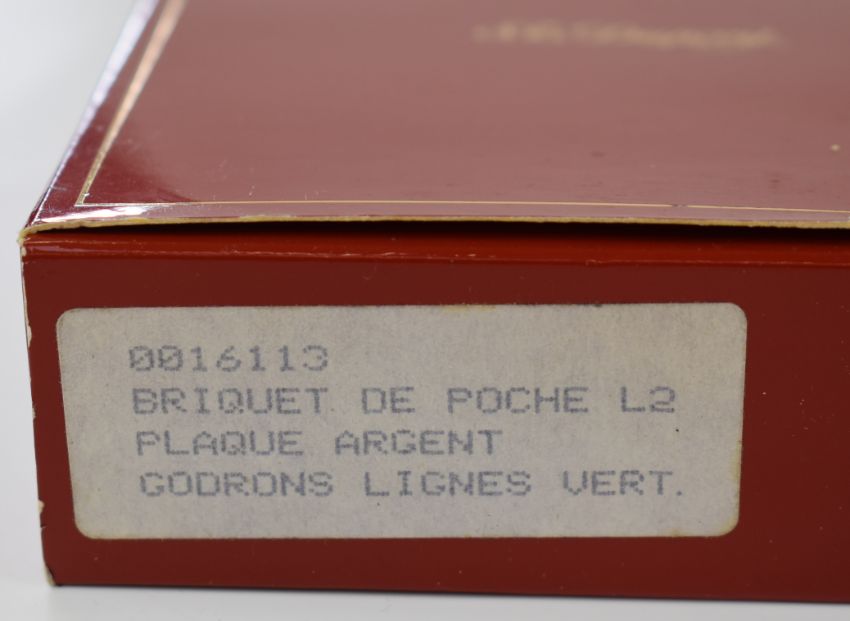 0016113
BRIQUET DE POCHE L2
PLAQUE ARGENT
GODRONS LIGNES VERT.